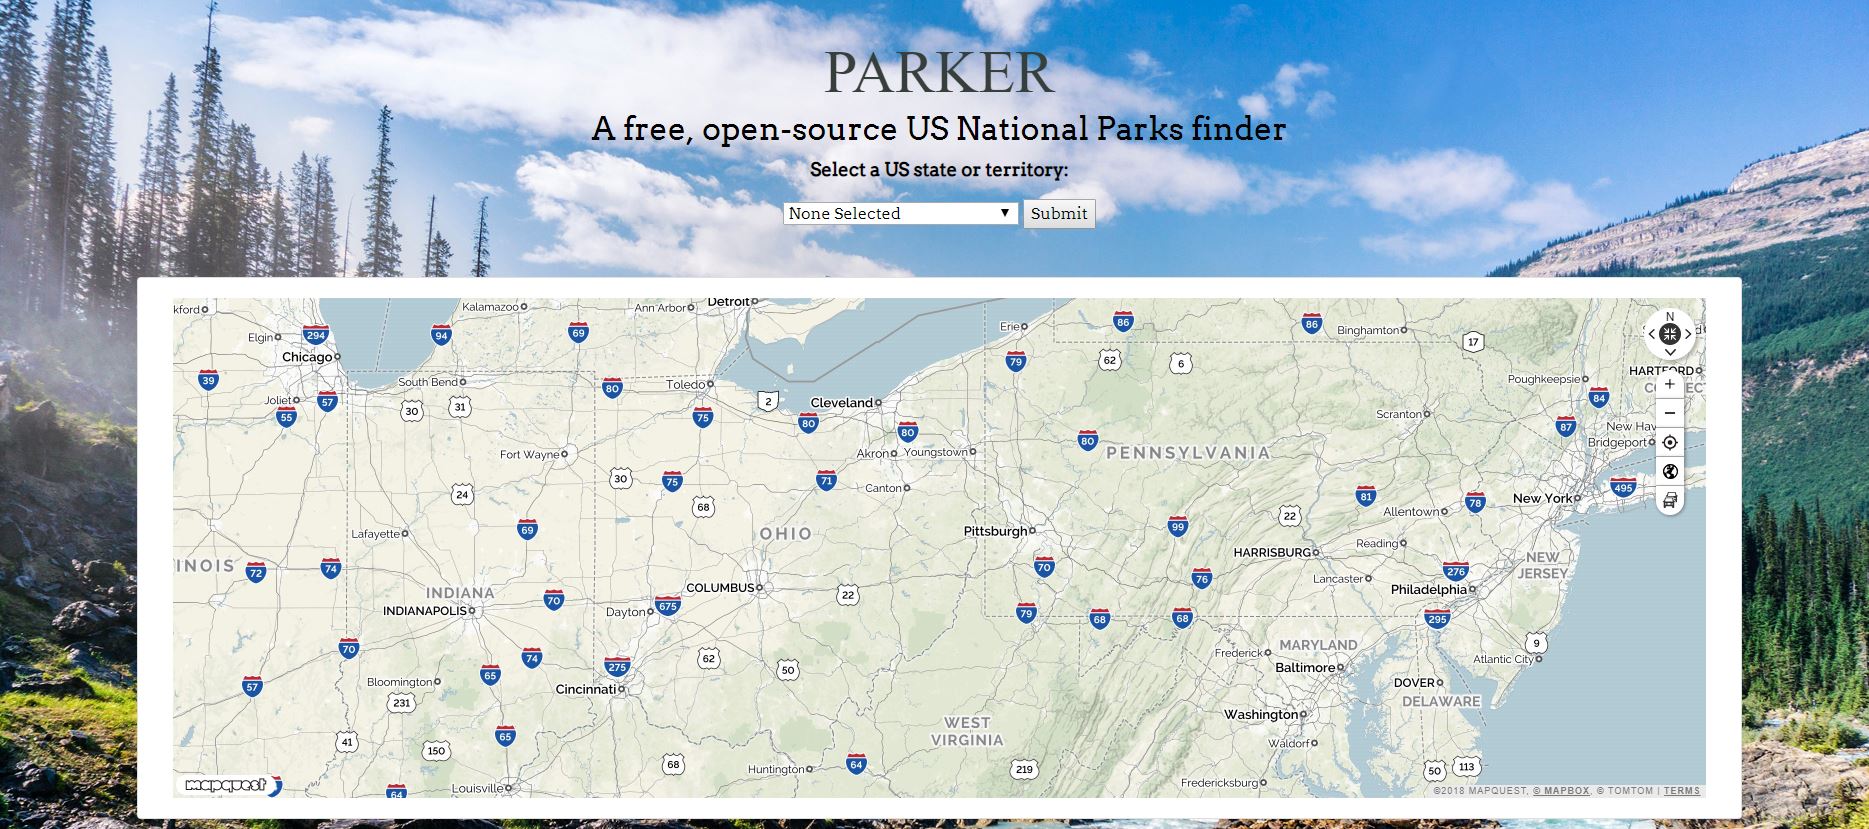 PARKER
A free, open-source US National Parks finder
Select a US state or territory:
None Selected
Submit
Detroit
kford
Kalamazoo
Ann Arbor
Erie
86
86
Binghamton
N
Elgin
294
94
69
17
Chicago
79
62
6
39
South Bend
80
Toledo
Poughkeepsie
HARTFORD
Joliet
57
55
30
31
75
2
Cleveland
80
80
84
Scranton
87
New Hav
Bridgeport
+
−
Fort Wayne
Akron
Youngstown
80
PENNSYLVANIA
24
30
75
68
71
Canton
81
78
495
New York
Lafayette
69
OHIO
Pittsburgh
99
22
Allentown
INOIS
72
74
HARRISBURG
Reading
NEW
JERSEY
INDIANA
INDIANAPOLIS
70
Dayton
675
COLUMBUS
22
70
76
Lancaster
276
Philadelphia
79
68
68
295
70
74
275
62
50
Frederick
MARYLAND
Baltimore
9
Atlantic City
57
Bloomington
65
Cincinnati
DOVER
DELAWARE
231
WEST
VIRGINIA
Washington
41
150
65
Waldorf
68
Huntington
64
219
50
113
mapquest
64
Louisville
Fredericksburg
©2018 MAPQUEST, © MAPBOX, © TOMTOM | TERMS